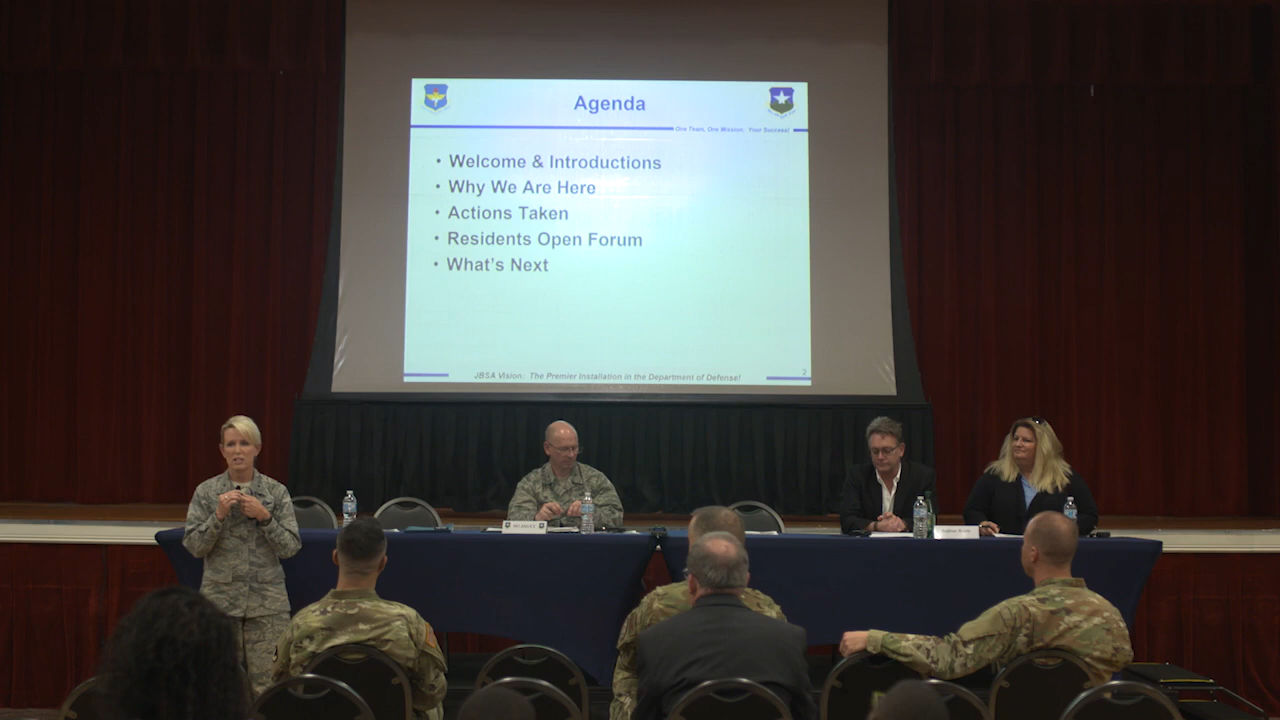 Agenda
One Team, One Mission: Your Success!
• Welcome & Introductions
• Why We Are Here
• Actions Taken
• Residents Open Forum
• What's Next
JBSA Vision: The Premier Installation in the Department of Defense!
2